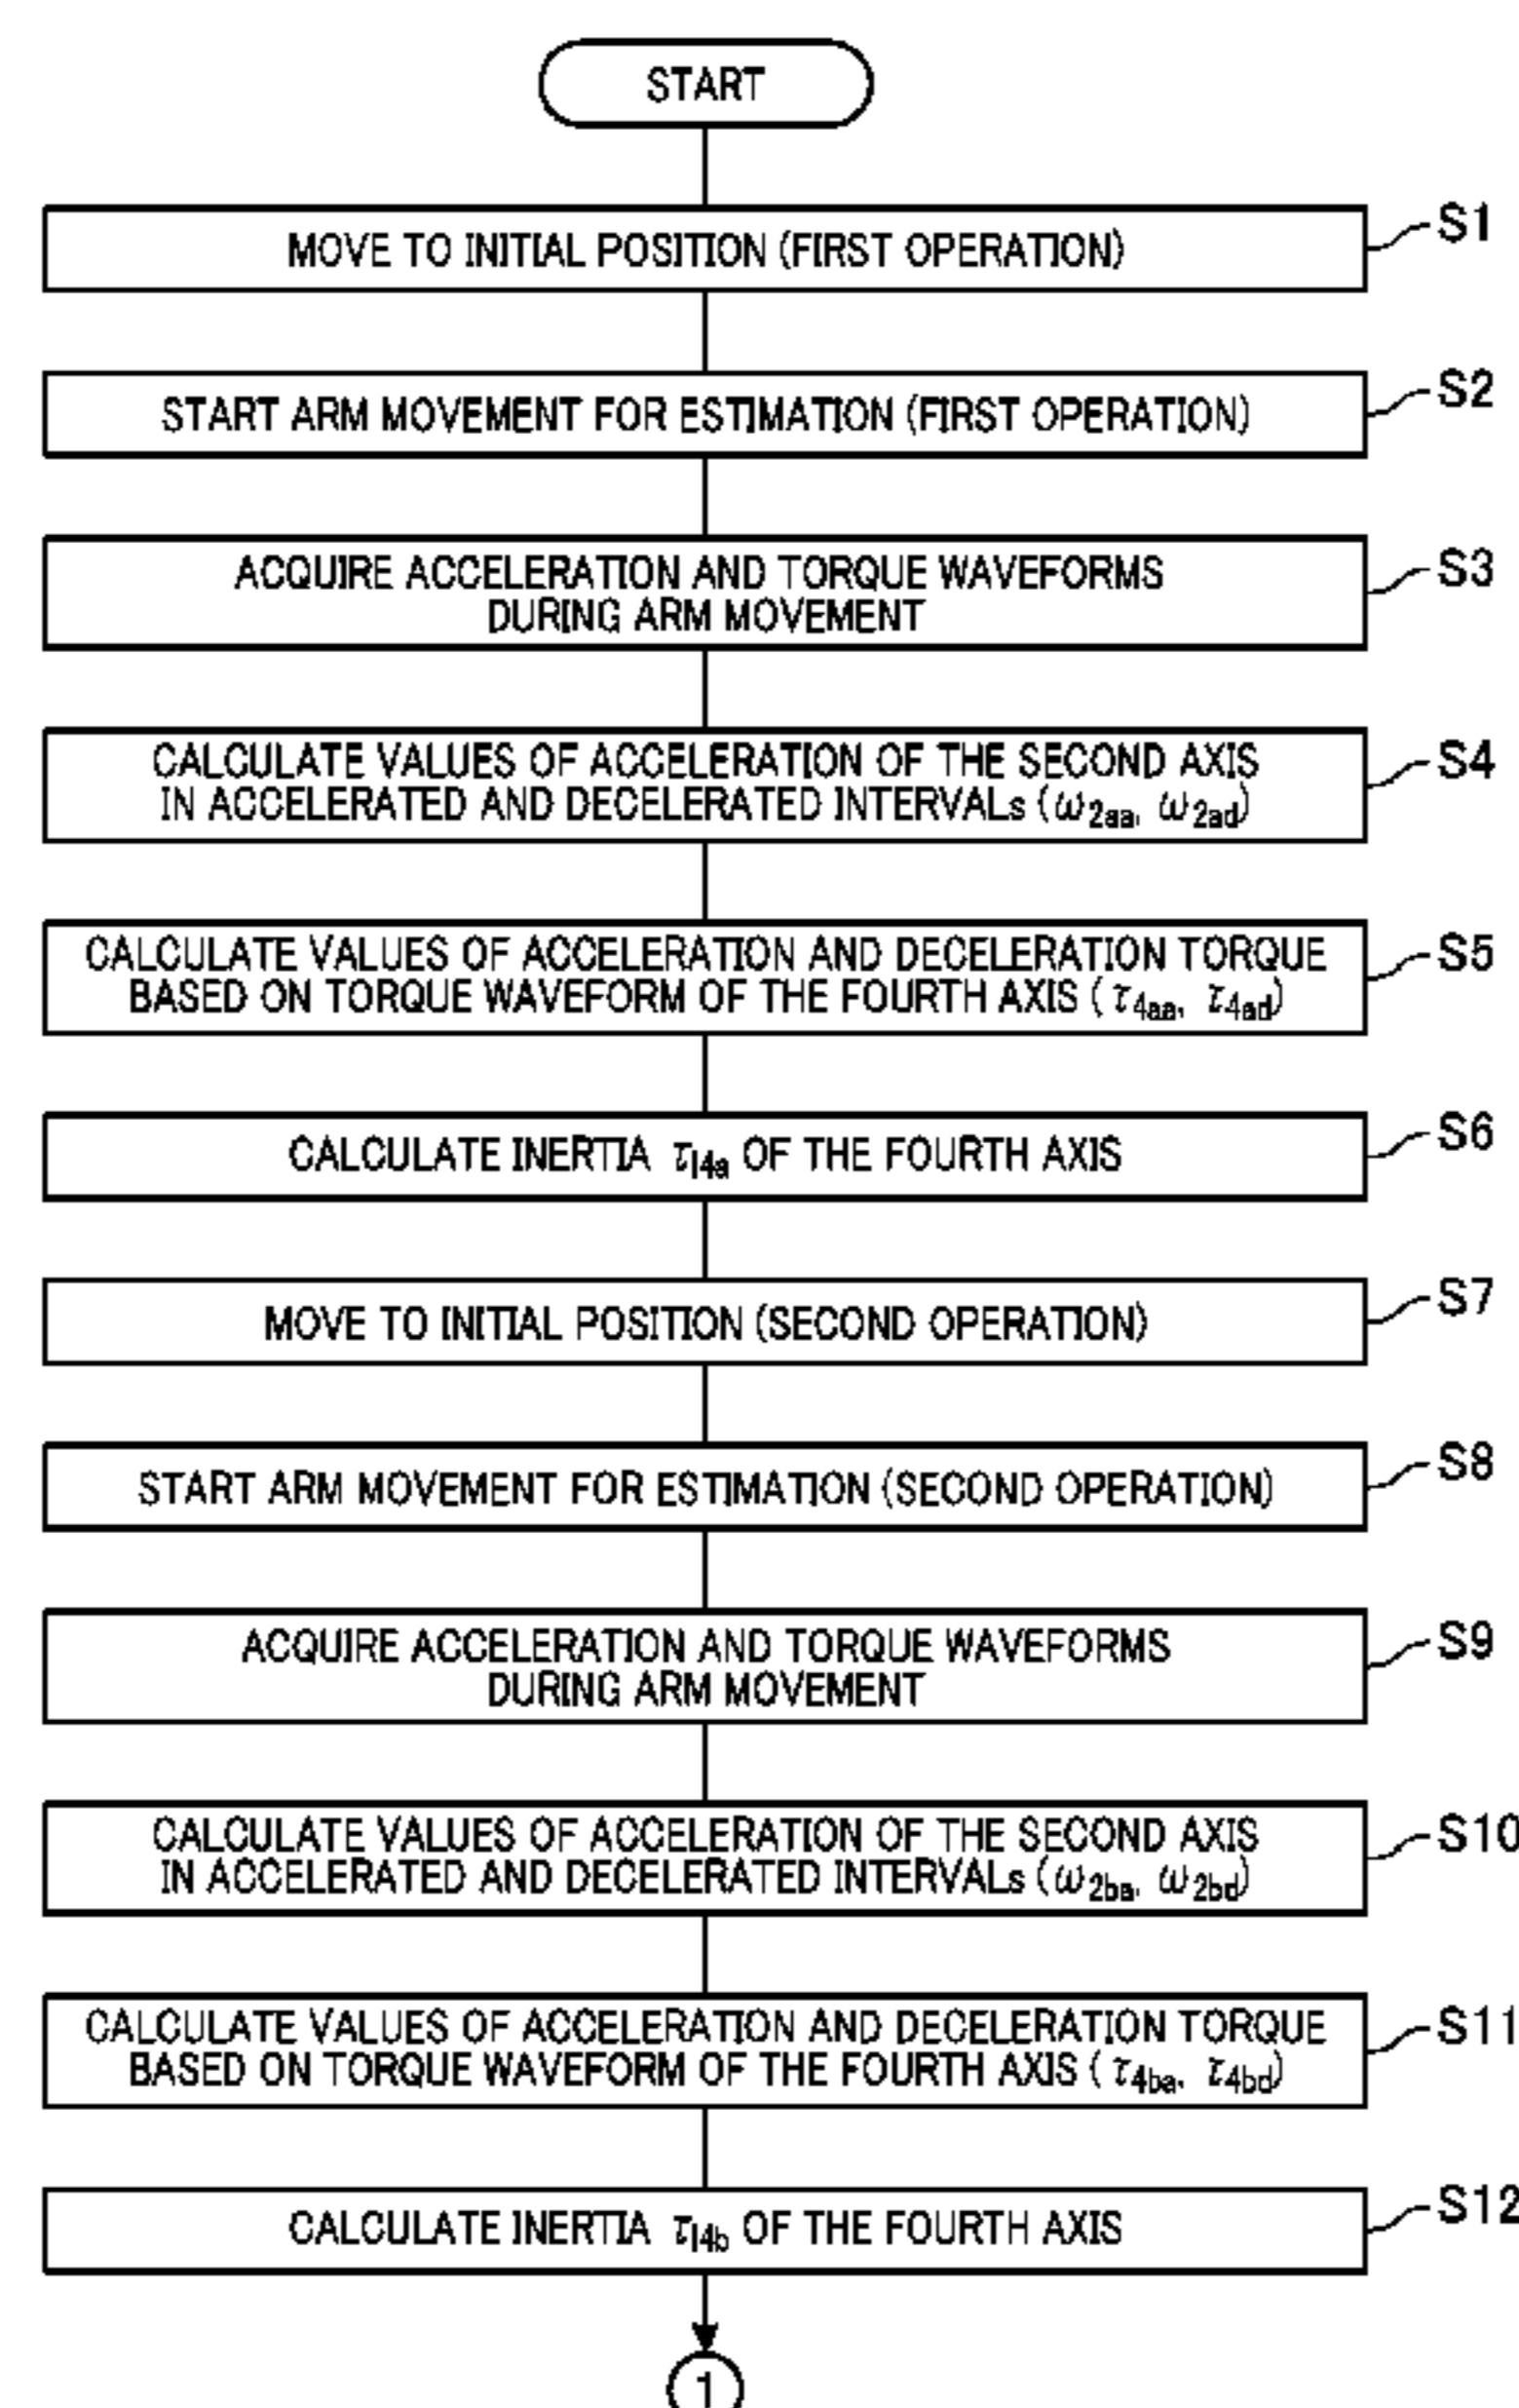 START
MOVE TO INITIAL POSITION (FIRST OPERATION)
S1
START ARM MOVEMENT FOR ESTIMATION (FIRST OPERATION)
S2
ACQUIRE ACCELERATION AND TORQUE WAVEFORMS
DURING ARM MOVEMENT
S3
CALCULATE VALUES OF ACCELERATION OF THE SECOND AXIS
IN ACCELERATED AND DECELERATED INTERVALs (ω2aa, ω2ad)
S4
CALCULATE VALUES OF ACCELERATION AND DECELERATION TORQUE
BASED ON TORQUE WAVEFORM OF THE FOURTH AXIS (τ4aa, τ4ad)
S5
CALCULATE INERTIA τI4a OF THE FOURTH AXIS
S6
MOVE TO INITIAL POSITION (SECOND OPERATION)
S7
START ARM MOVEMENT FOR ESTIMATION (SECOND OPERATION)
S8
ACQUIRE ACCELERATION AND TORQUE WAVEFORMS
DURING ARM MOVEMENT
S9
CALCULATE VALUES OF ACCELERATION OF THE SECOND AXIS
IN ACCELERATED AND DECELERATED INTERVALs (ω2ba, ω2bd)
S10
CALCULATE VALUES OF ACCELERATION AND DECELERATION TORQUE
BASED ON TORQUE WAVEFORM OF THE FOURTH AXIS (τ4ba, τ4bd)
S11
CALCULATE INERTIA τI4b OF THE FOURTH AXIS
S12
1